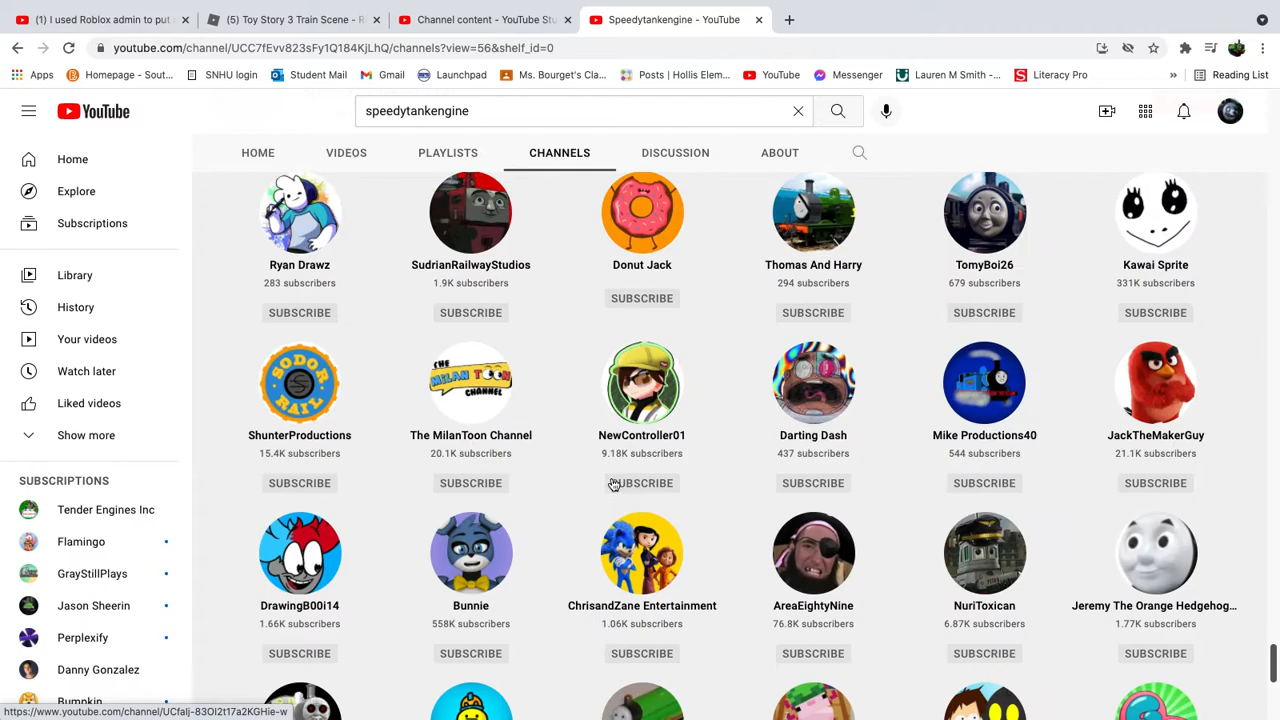 (1) I used Roblox admin to put
(5) Toy Story 3 Train Scene - R
Channel content - YouTube Stu
Speedytankengine - YouTube
youtube.com/channel/UCC7fEvv823sFy1Q184KjLhQ/channels?view=56&shelf_id=0
Apps Homepage - Sout... SNHU login Student Mail Gmail Launchpad Ms. Bourget's Cla... Posts | Hollis Elem... YouTube Messenger Lauren M Smith -... Literacy Pro » Reading List
YouTube speedytankengine
HOME VIDEOS PLAYLISTS CHANNELS DISCUSSION ABOUT
Home
Explore
Subscriptions
Library
History
Your videos
Watch later
Liked videos
Show more
SUBSCRIPTIONS
Tender Engines Inc
Flamingo
GrayStillPlays
Jason Sheerin
Perplexify
Danny Gonzalez
Bumpkin
https://www.youtube.com/channel/UCfalj-83OI2t17a2KGHie-w
Ryan Drawz SudrianRailwayStudios Donut Jack Thomas And Harry TomyBoi26 Kawai Sprite
283 subscribers 1.9K subscribers 294 subscribers 679 subscribers 331K subscribers
SUBSCRIBE SUBSCRIBE SUBSCRIBE SUBSCRIBE SUBSCRIBE SUBSCRIBE
SODOR RAIL
THE MILAN TOON CHANNEL
ShunterProductions The MilanToon Channel NewController01 Darting Dash Mike Productions40 JackTheMakerGuy
15.4K subscribers 20.1K subscribers 9.18K subscribers 437 subscribers 544 subscribers 21.1K subscribers
SUBSCRIBE SUBSCRIBE SUBSCRIBE SUBSCRIBE SUBSCRIBE SUBSCRIBE
DrawingB00i14 Bunnie ChrisandZane Entertainment AreaEightyNine NuriToxican Jeremy The Orange Hedgehog...
1.66K subscribers 558K subscribers 1.06K subscribers 76.8K subscribers 6.87K subscribers 1.77K subscribers
SUBSCRIBE SUBSCRIBE SUBSCRIBE SUBSCRIBE SUBSCRIBE SUBSCRIBE